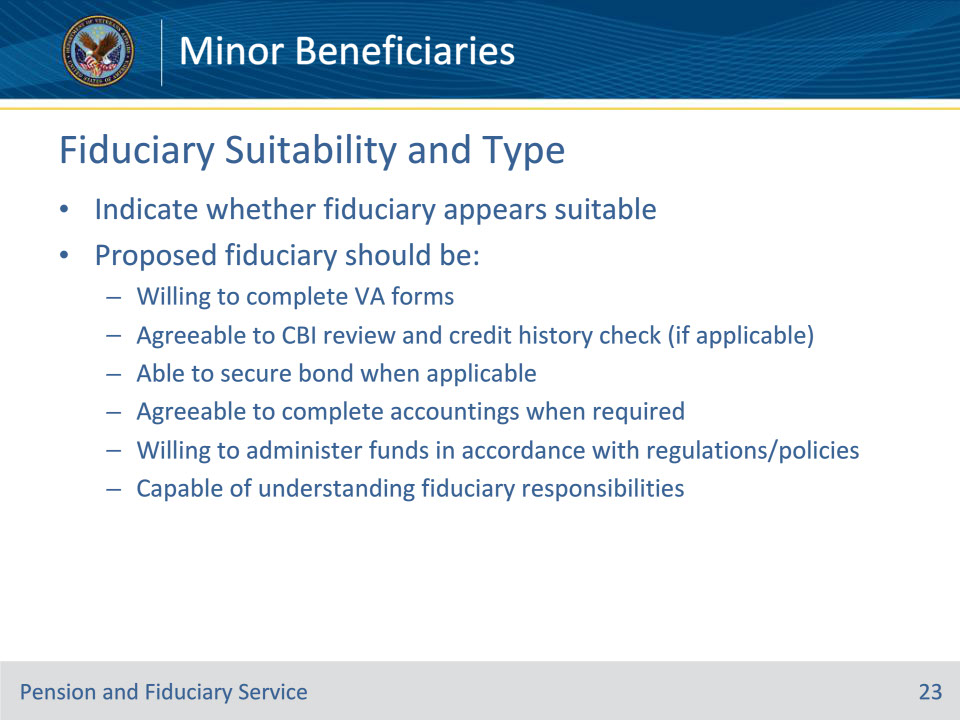 Minor Beneficiaries
Fiduciary Suitability and Type
• Indicate whether fiduciary appears suitable
• Proposed fiduciary should be:
– Willing to complete VA forms
– Agreeable to CBI review and credit history check (if applicable)
– Able to secure bond when applicable
– Agreeable to complete accountings when required
– Willing to administer funds in accordance with regulations/policies
– Capable of understanding fiduciary responsibilities
Pension and Fiduciary Service
23